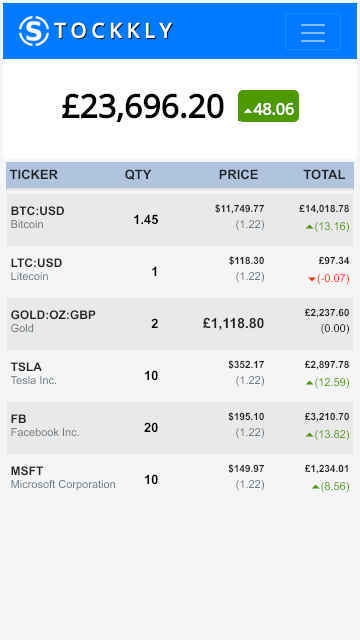 STOCKKLY
£23,696.20 48.06
TICKER QTY PRICE TOTAL
BTC:USD 1.45 $11,749.77 £14,018.78
Bitcoin (1.22) (13.16)
LTC:USD 1 $118.30 £97.34
Litecoin (1.22) (-0.07)
GOLD:OZ:GBP 2 £1,118.80 £2,237.60
Gold (0.00)
TSLA 10 $352.17 £2,897.78
Tesla Inc. (1.22) (12.59)
FB 20 $195.10 £3,210.70
Facebook Inc. (1.22) (13.82)
MSFT 10 $149.97 £1,234.01
Microsoft Corporation (1.22) (8.56)